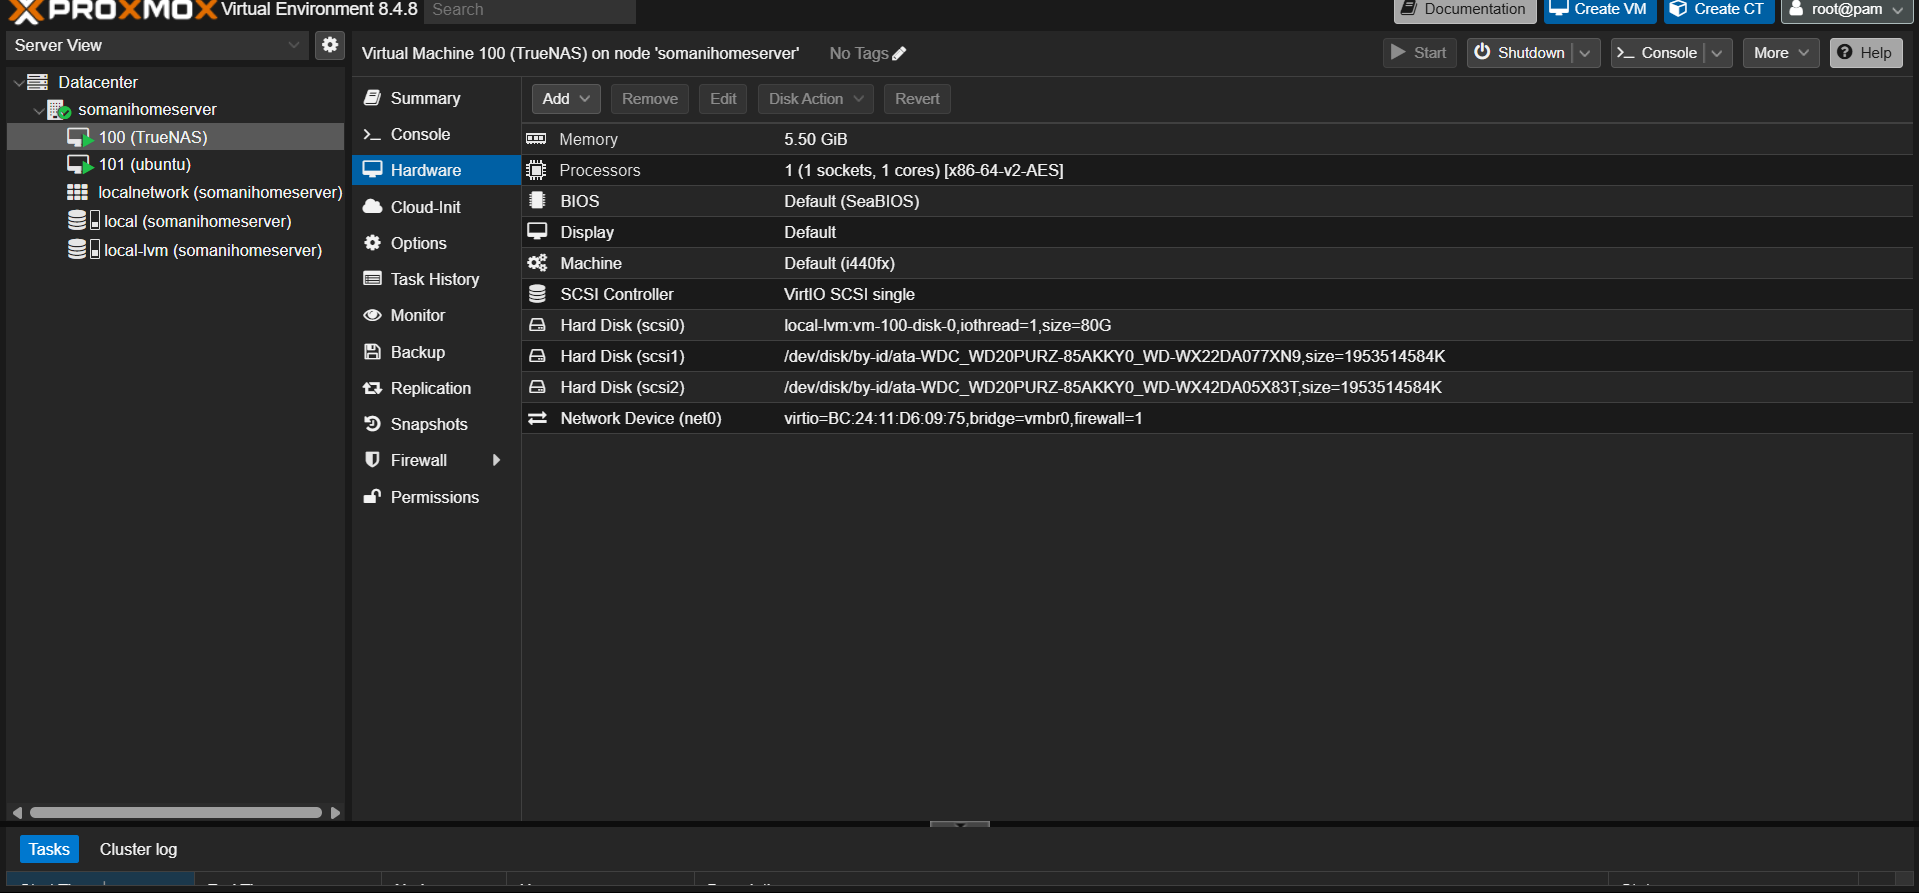 PROXMOX Virtual Environment 8.4.8 Search Documentation Create VM Create CT root@pam
Server View
Datacenter
somanihomeserver
100 (TrueNAS)
101 (ubuntu)
localnetwork (somanihomeserver)
local (somanihomeserver)
local-lvm (somanihomeserver)
Virtual Machine 100 (TrueNAS) on node 'somanihomeserver' No Tags Start Shutdown Console More Help
Summary
Console
Hardware
Cloud-Init
Options
Task History
Monitor
Backup
Replication
Snapshots
Firewall
Permissions
Add Remove Edit Disk Action Revert
Memory 5.50 GiB
Processors 1 (1 sockets, 1 cores) [x86-64-v2-AES]
BIOS Default (SeaBIOS)
Display Default
Machine Default (i440fx)
SCSI Controller VirtIO SCSI single
Hard Disk (scsi0) local-lvm:vm-100-disk-0,iothread=1,size=80G
Hard Disk (scsi1) /dev/disk/by-id/ata-WDC_WD20PURZ-85AKKY0_WD-WX22DA077XN9,size=1953514584K
Hard Disk (scsi2) /dev/disk/by-id/ata-WDC_WD20PURZ-85AKKY0_WD-WX42DA05X83T,size=1953514584K
Network Device (net0) virtio=BC:24:11:D6:09:75,bridge=vmbr0,firewall=1
Tasks Cluster log